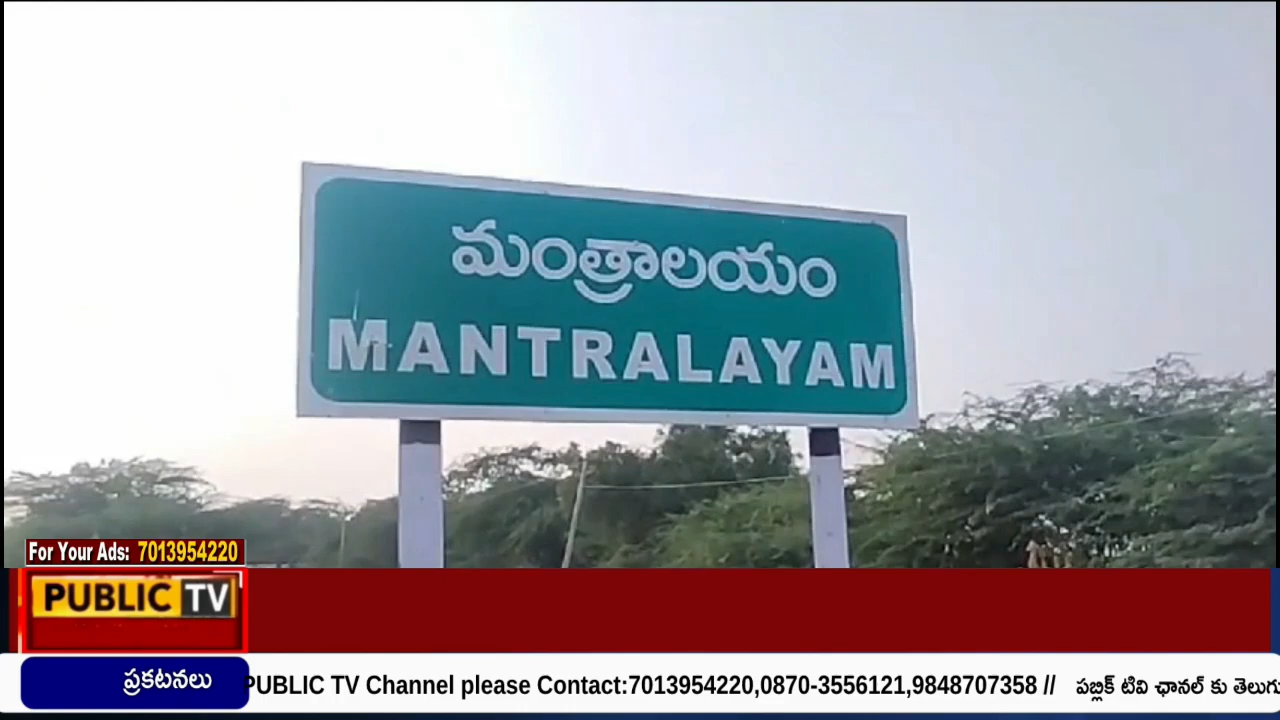 మంత్రాలయం
MANTRALAYAM
For Your Ads: 7013954220
PUBLIC TV
ప్రకటనలు
PUBLIC TV Channel please Contact:7013954220,0870-3556121,9848707358 // పబ్లిక్ టివి ఛానల్ కు తెలుగు